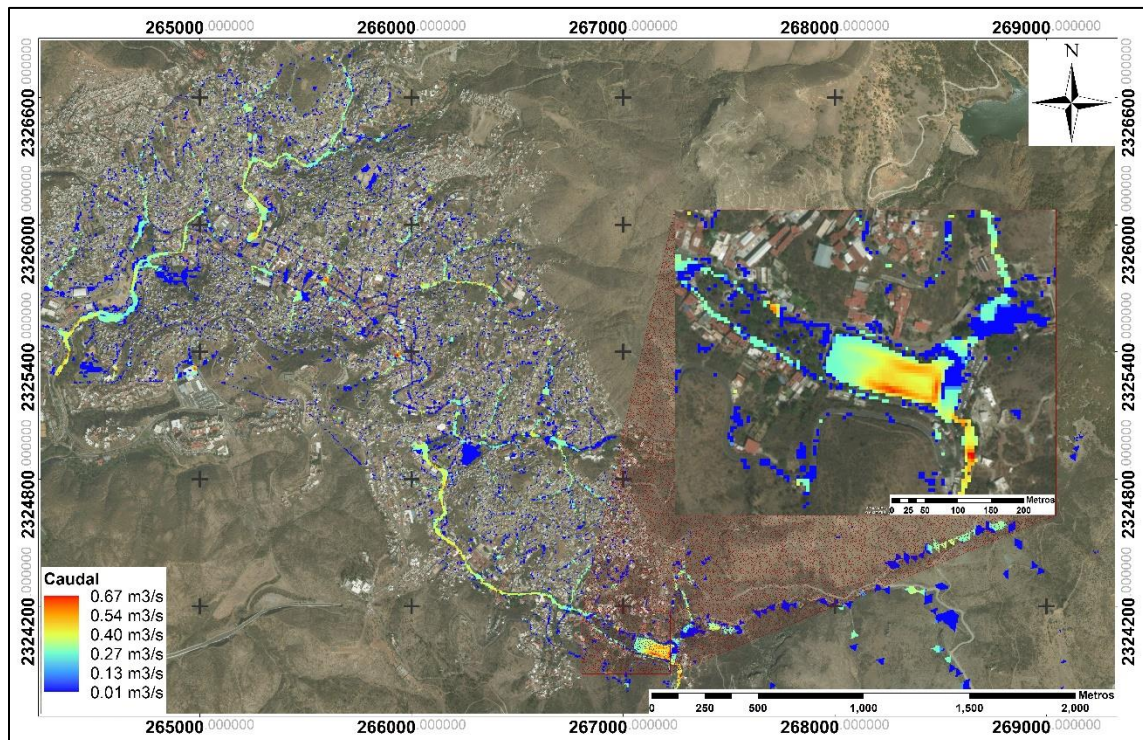 265000.000000 266000.000000 267000.000000 268000.000000 269000.000000
N
2326600.000000 2326600.000000
2326000.000000 2326000.000000
2325400.000000 2325400.000000
2324800.000000 2324800.000000
2324200.000000 2324200.000000
Metros
0 25 50 100 150 200
Caudal
0.67 m3/s
0.54 m3/s
0.40 m3/s
0.27 m3/s
0.13 m3/s
0.01 m3/s
Metros
0 250 500 1,000 1,500 2,000
265000.000000 266000.000000 267000.000000 268000.000000 269000.000000